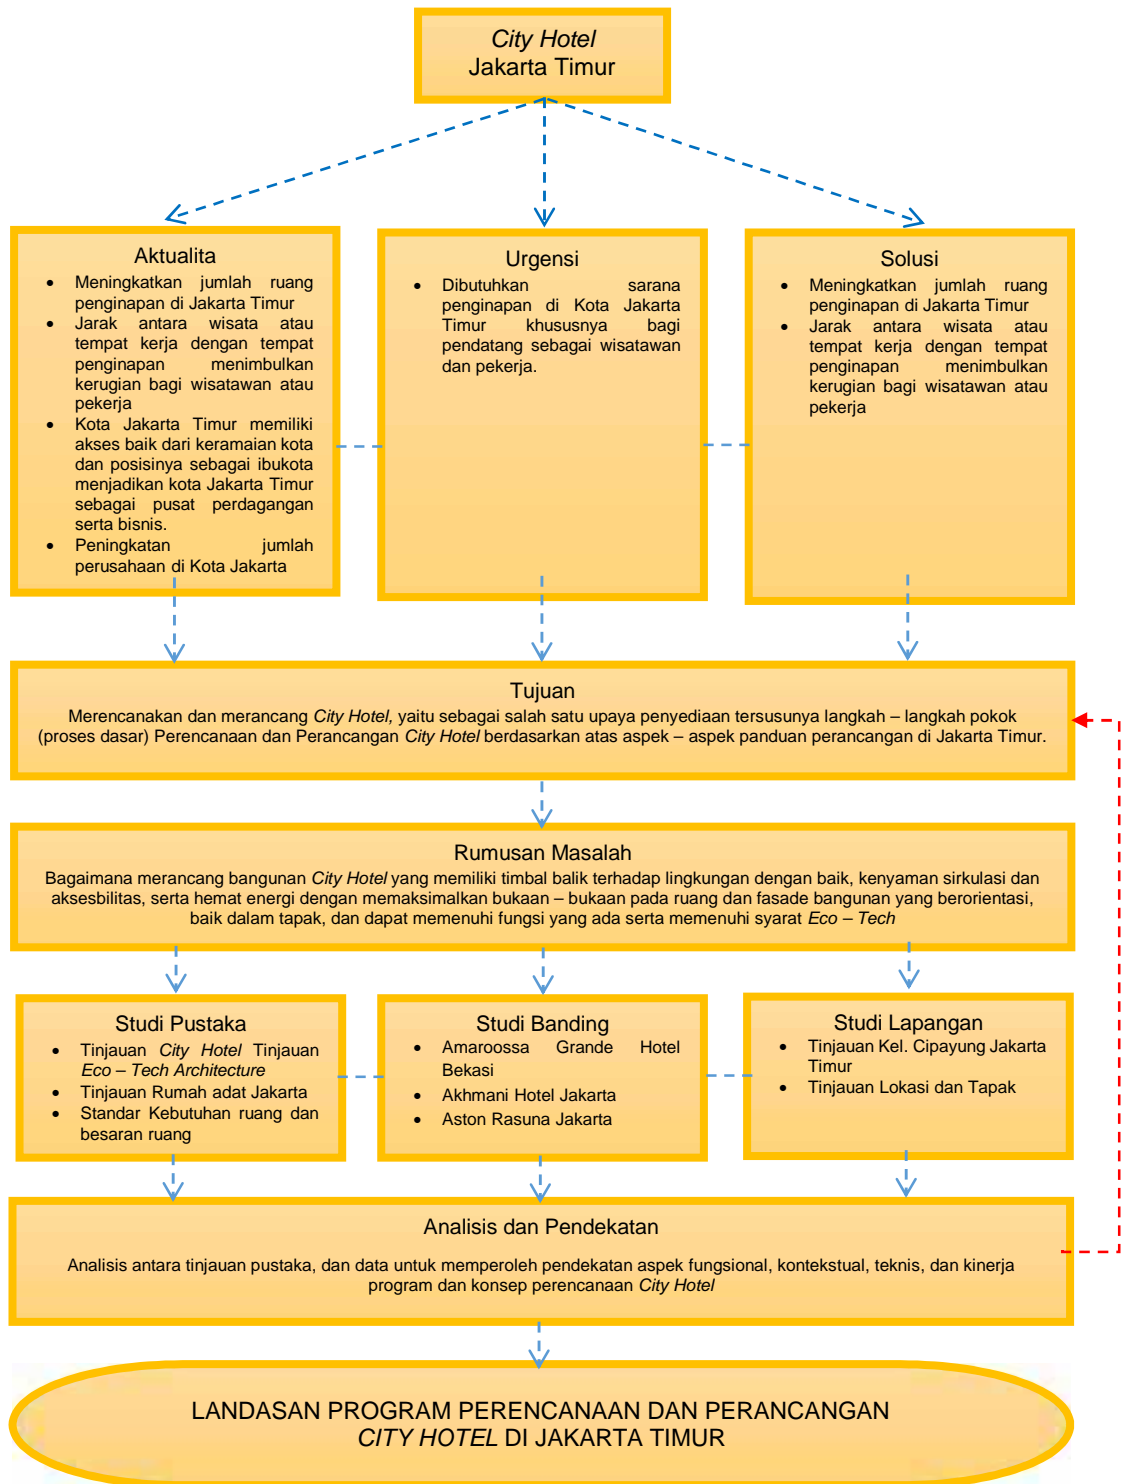 City Hotel
Jakarta Timur
Aktualita
• Meningkatkan jumlah ruang
penginapan di Jakarta Timur
• Jarak antara wisata atau
tempat kerja dengan tempat
penginapan menimbulkan
kerugian bagi wisatawan atau
pekerja
• Kota Jakarta Timur memiliki
akses baik dari keramaian kota
dan posisinya sebagai ibukota
menjadikan kota Jakarta Timur
sebagai pusat perdagangan
serta bisnis.
• Peningkatan jumlah
perusahaan di Kota Jakarta
Urgensi
• Dibutuhkan sarana
penginapan di Kota Jakarta
Timur khususnya bagi
pendatang sebagai wisatawan
dan pekerja.
Solusi
• Meningkatkan jumlah ruang
penginapan di Jakarta Timur
• Jarak antara wisata atau
tempat kerja dengan tempat
penginapan menimbulkan
kerugian bagi wisatawan atau
pekerja
Tujuan
Merencanakan dan merancang City Hotel, yaitu sebagai salah satu upaya penyediaan tersusunya langkah – langkah pokok
(proses dasar) Perencanaan dan Perancangan City Hotel berdasarkan atas aspek – aspek panduan perancangan di Jakarta Timur.
Rumusan Masalah
Bagaimana merancang bangunan City Hotel yang memiliki timbal balik terhadap lingkungan dengan baik, kenyaman sirkulasi dan
aksesbilitas, serta hemat energi dengan memaksimalkan bukaan – bukaan pada ruang dan fasade bangunan yang berorientasi,
baik dalam tapak, dan dapat memenuhi fungsi yang ada serta memenuhi syarat Eco – Tech
Studi Pustaka
• Tinjauan City Hotel Tinjauan
Eco – Tech Architecture
• Tinjauan Rumah adat Jakarta
• Standar Kebutuhan ruang dan
besaran ruang
Studi Banding
• Amaroossa Grande Hotel
Bekasi
• Akhmani Hotel Jakarta
• Aston Rasuna Jakarta
Studi Lapangan
• Tinjauan Kel. Cipayung Jakarta
Timur
• Tinjauan Lokasi dan Tapak
Analisis dan Pendekatan
Analisis antara tinjauan pustaka, dan data untuk memperoleh pendekatan aspek fungsional, kontekstual, teknis, dan kinerja
program dan konsep perencanaan City Hotel
LANDASAN PROGRAM PERENCANAAN DAN PERANCANGAN
CITY HOTEL DI JAKARTA TIMUR